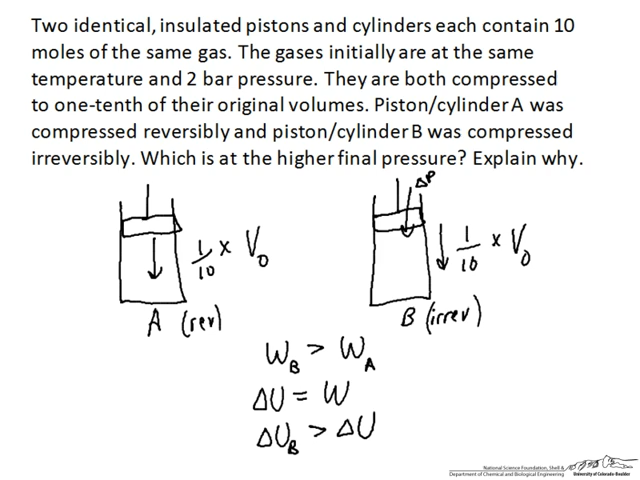 Two identical, insulated pistons and cylinders each contain 10
moles of the same gas. The gases initially are at the same
temperature and 2 bar pressure. They are both compressed
to one-tenth of their original volumes. Piston/cylinder A was
compressed reversibly and piston/cylinder B was compressed
irreversibly. Which is at the higher final pressure? Explain why.
ΔP
1/10 × V₀
1/10 × V₀
A (rev)
B (irrev)
W_B > W_A
ΔU = W
ΔU_B > ΔU
National Science Foundation, Shell &
Department of Chemical and Biological Engineering
University of Colorado-Boulder